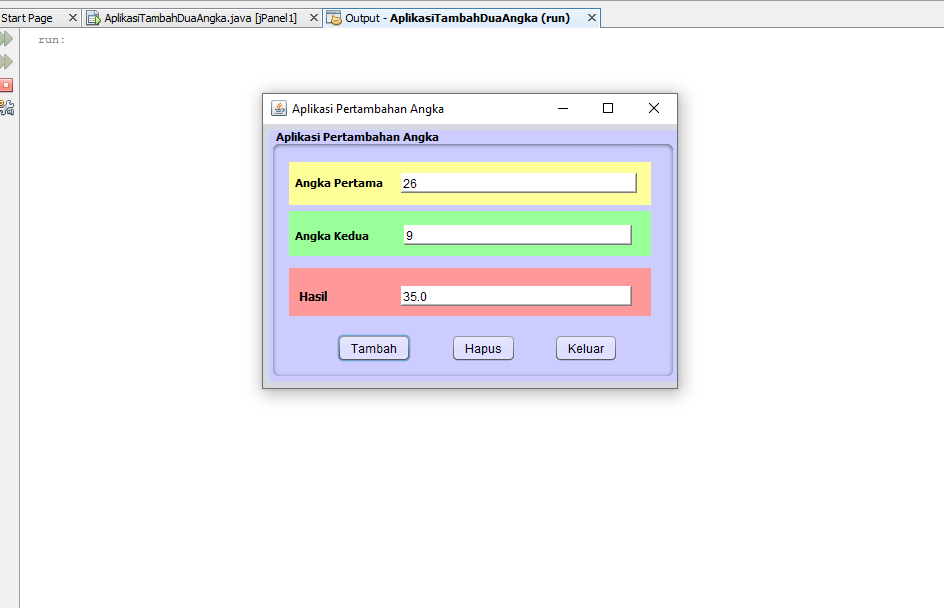 Start Page AplikasiTambahDuaAngka.java [jPanel1] Output - AplikasiTambahDuaAngka (run)
run:
Aplikasi Pertambahan Angka
Aplikasi Pertambahan Angka
Angka Pertama 26
Angka Kedua 9
Hasil 35.0
Tambah Hapus Keluar